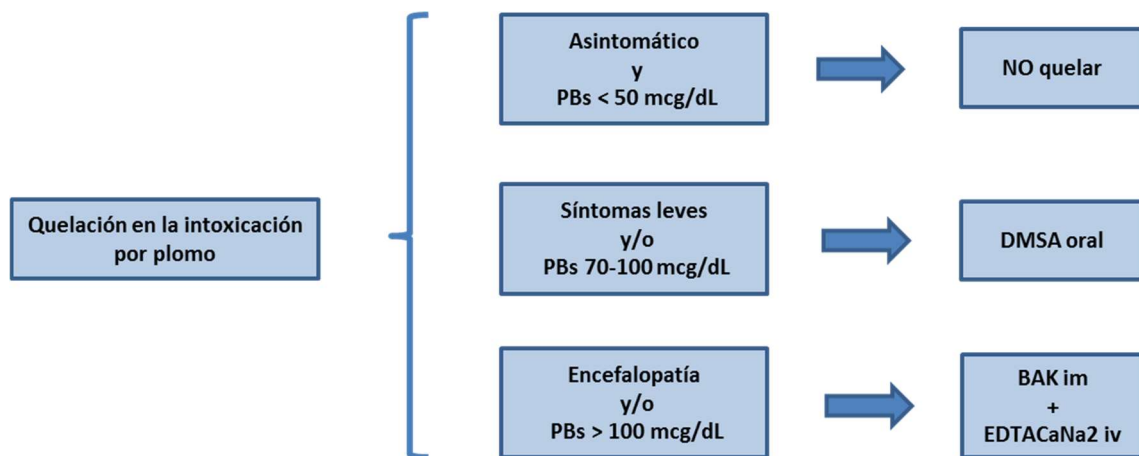 Quelación en la intoxicación
por plomo
Asintomático
y
PBs < 50 mcg/dL
NO quelar
Síntomas leves
y/o
PBs 70-100 mcg/dL
DMSA oral
Encefalopatía
y/o
PBs > 100 mcg/dL
BAK im
+
EDTACaNa2 iv